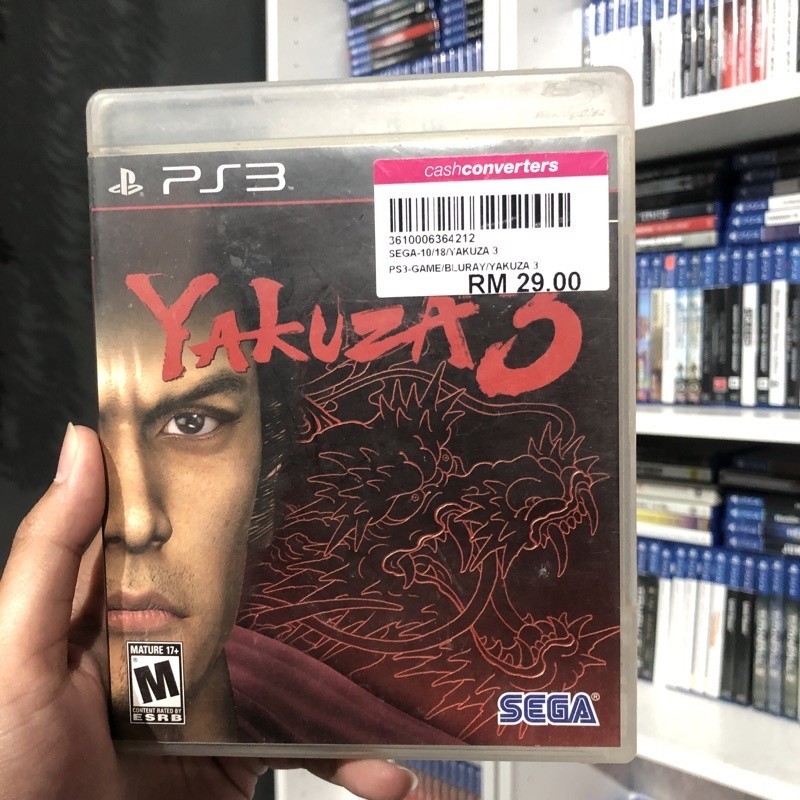 PS3
cashconverters
3610006364212
SEGA-10/18/YAKUZA 3
PS3-GAME/BLURAY/YAKUZA 3
RM 29.00
YAKUZA 3
MATURE 17+
M
CONTENT RATED BY
ESRB
SEGA®